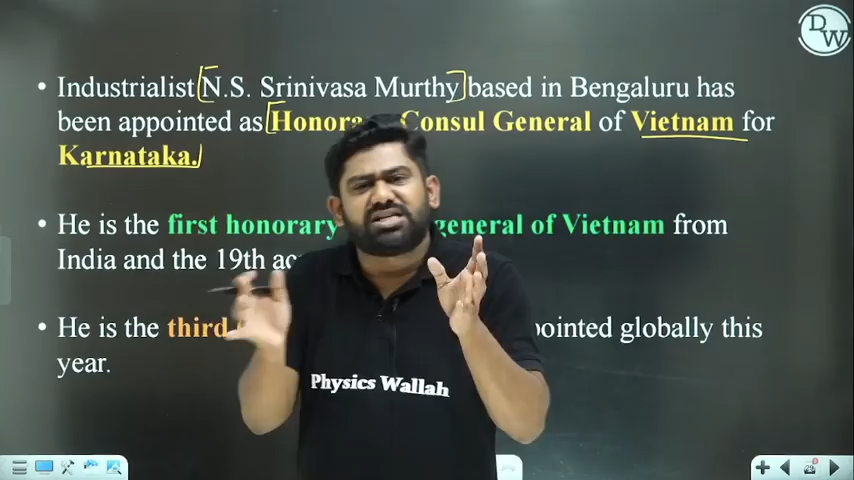 • Industrialist N.S. Srinivasa Murthy based in Bengaluru has
been appointed as Honora Consul General of Vietnam for
Karnataka.
• He is the first honorary general of Vietnam from
India and the 19th
• He is the third pointed globally this
year.
Physics Wallah
DW